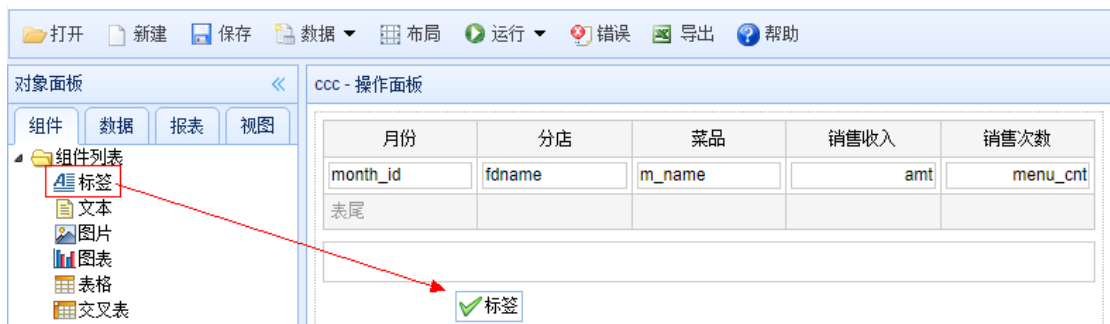 打开 新建 保存 数据 布局 运行 错误 导出 帮助
对象面板
ccc - 操作面板
组件 数据 报表 视图
组件列表
标签
文本
图片
图表
表格
交叉表
月份 分店 菜品 销售收入 销售次数
month_id fdname m_name amt menu_cnt
表尾
标签